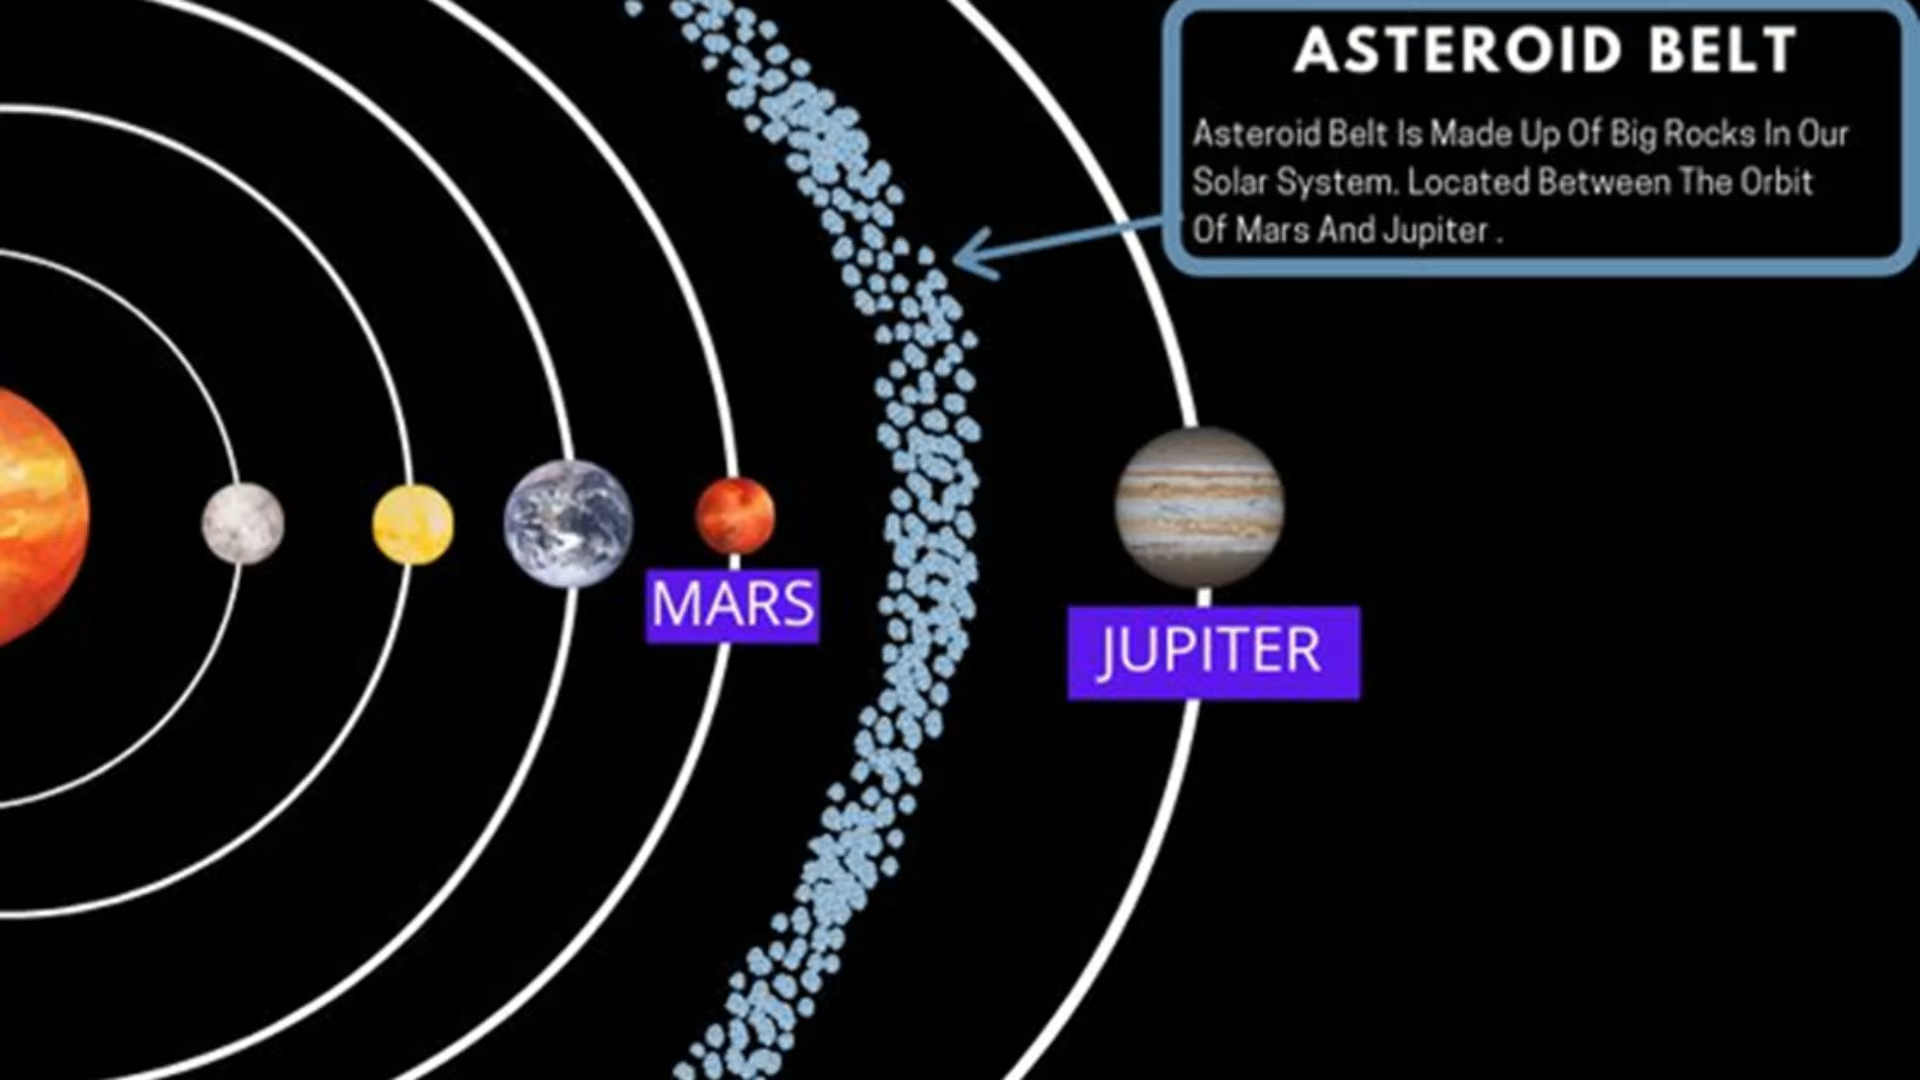 ASTEROID BELT
Asteroid Belt Is Made Up Of Big Rocks In Our
Solar System. Located Between The Orbit
Of Mars And Jupiter .
MARS
JUPITER